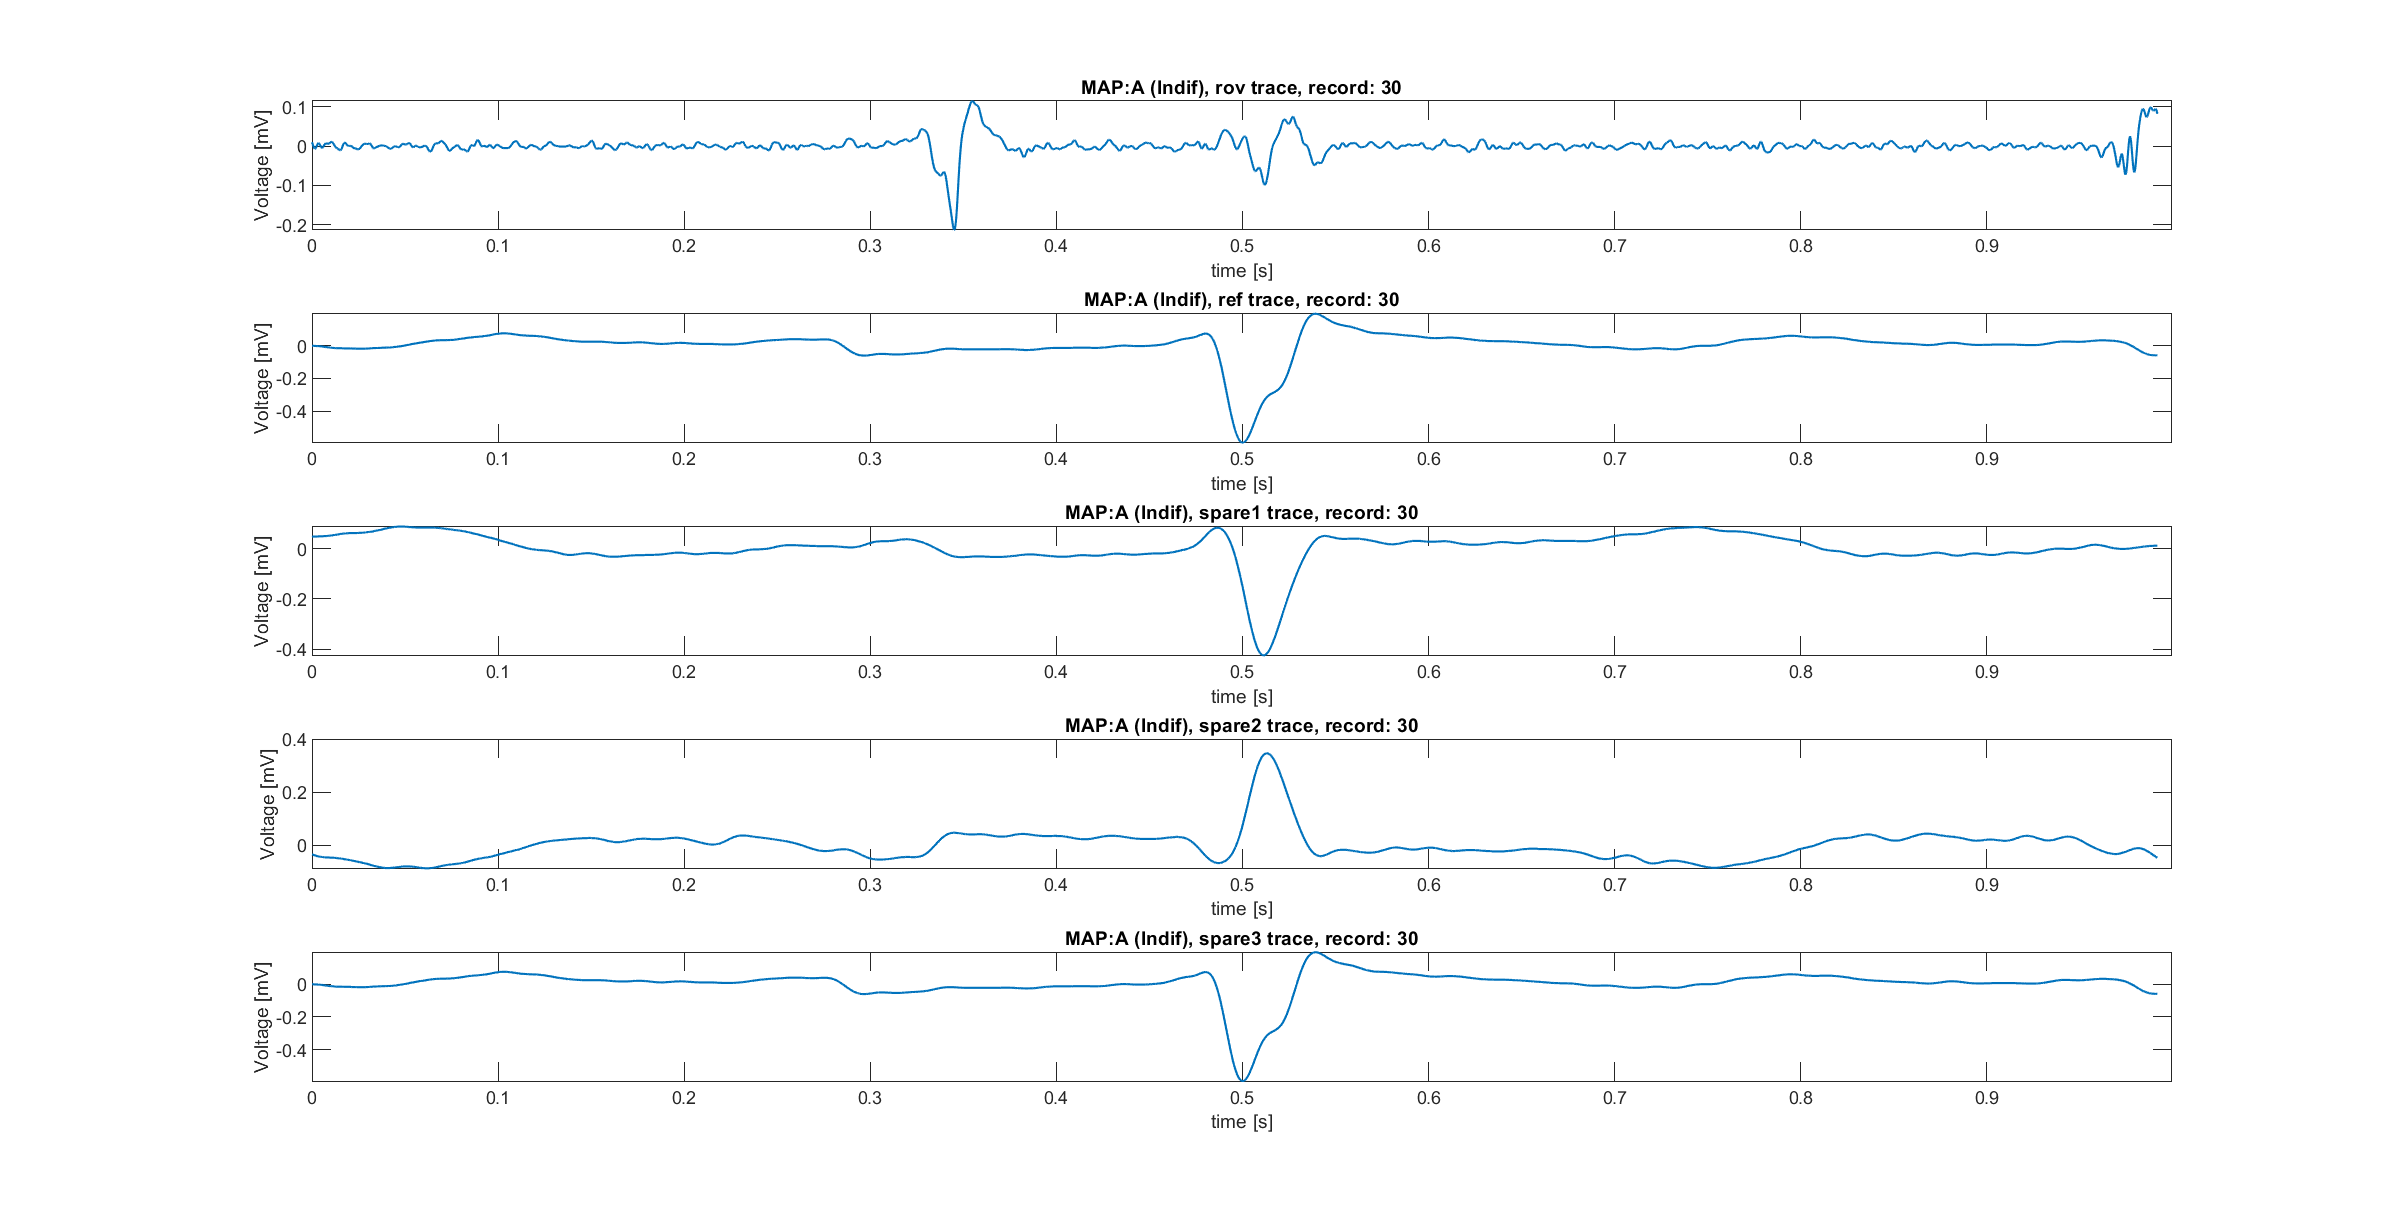 MAP:A (Indif), rov trace, record: 30
Voltage [mV]
0.1
0
-0.1
-0.2
0 0.1 0.2 0.3 0.4 0.5 0.6 0.7 0.8 0.9
time [s]
MAP:A (Indif), ref trace, record: 30
Voltage [mV]
0
-0.2
-0.4
0 0.1 0.2 0.3 0.4 0.5 0.6 0.7 0.8 0.9
time [s]
MAP:A (Indif), spare1 trace, record: 30
Voltage [mV]
0
-0.2
-0.4
0 0.1 0.2 0.3 0.4 0.5 0.6 0.7 0.8 0.9
time [s]
MAP:A (Indif), spare2 trace, record: 30
Voltage [mV]
0.4
0.2
0
0 0.1 0.2 0.3 0.4 0.5 0.6 0.7 0.8 0.9
time [s]
MAP:A (Indif), spare3 trace, record: 30
Voltage [mV]
0
-0.2
-0.4
0 0.1 0.2 0.3 0.4 0.5 0.6 0.7 0.8 0.9
time [s]